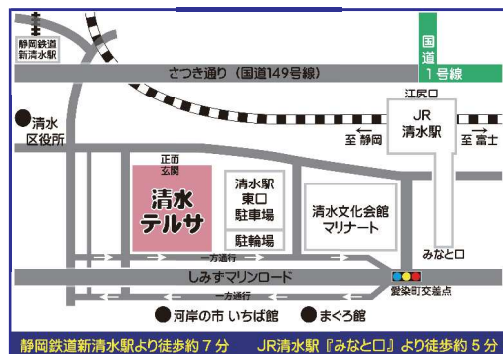 静岡鉄道
新清水駅
国道
1号線
さつき通り（国道149号線）
江尻口
JR
清水駅
至 静岡
至 富士
清水
区役所
正面
玄関
清水
テルサ
清水駅
東口
駐車場
駐輪場
清水文化会館
マリナート
みなと口
一方通行
しみずマリンロード
愛染町交差点
一方通行
河岸の市 いちば館
まぐろ館
静岡鉄道新清水駅より徒歩約７分
JR清水駅『みなと口』より徒歩約５分